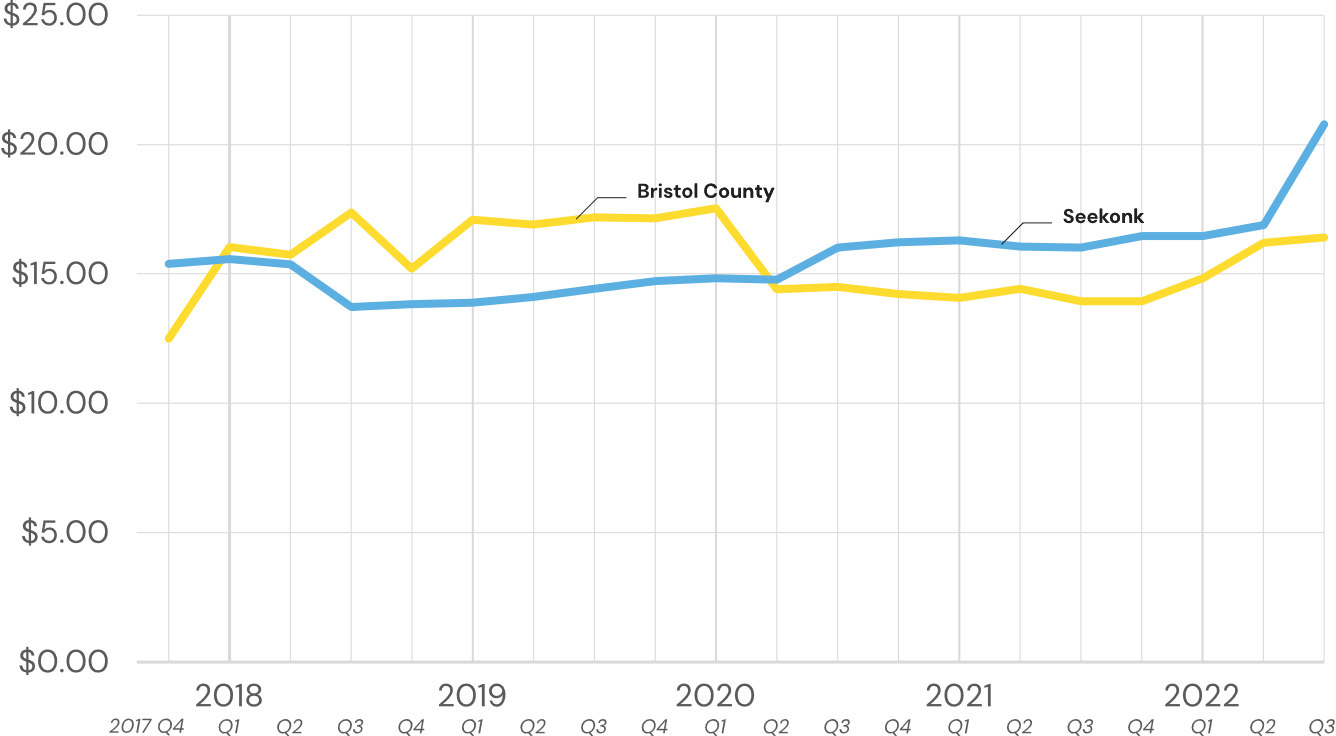 $25.00
$20.00
Bristol County
Seekonk
$15.00
$10.00
$5.00
$0.00
2018 2019 2020 2021 2022
2017 Q4 Q1 Q2 Q3 Q4 Q1 Q2 Q3 Q4 Q1 Q2 Q3 Q4 Q1 Q2 Q3 Q4 Q1 Q2 Q3